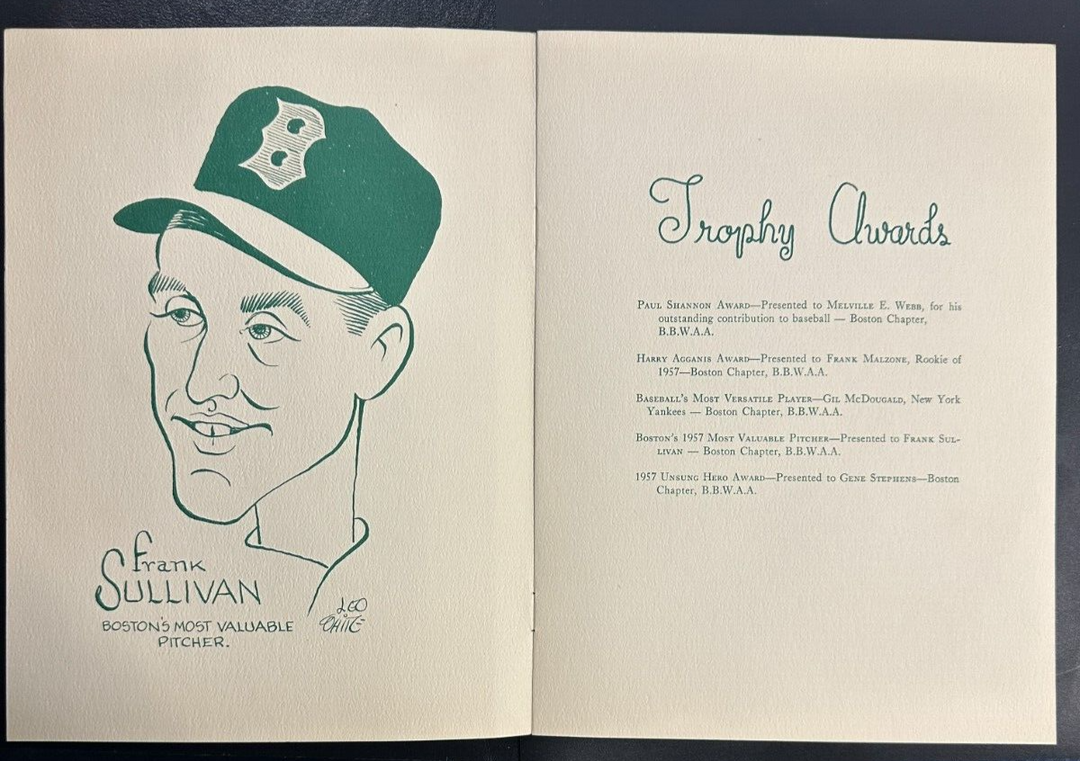 B
Frank
SULLIVAN
BOSTON'S MOST VALUABLE
PITCHER.
LEO
WHITE
Trophy Awards
PAUL SHANNON AWARD—Presented to MELVILLE E. WEBB, for his
outstanding contribution to baseball — Boston Chapter,
B.B.W.A.A.
HARRY AGGANIS AWARD—Presented to FRANK MALZONE, Rookie of
1957—Boston Chapter, B.B.W.A.A.
BASEBALL'S MOST VERSATILE PLAYER—GIL MCDOUGALD, New York
Yankees — Boston Chapter, B.B.W.A.A.
BOSTON'S 1957 MOST VALUABLE PITCHER—Presented to FRANK SUL-
LIVAN — Boston Chapter, B.B.W.A.A.
1957 UNSUNG HERO AWARD—Presented to GENE STEPHENS—Boston
Chapter, B.B.W.A.A.